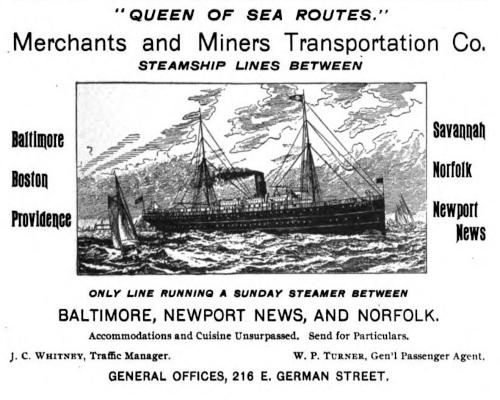 "QUEEN OF SEA ROUTES."
Merchants and Miners Transportation Co.
STEAMSHIP LINES BETWEEN
Baltimore
Boston
Providence
Savannah
Norfolk
Newport
News
ONLY LINE RUNNING A SUNDAY STEAMER BETWEEN
BALTIMORE, NEWPORT NEWS, AND NORFOLK.
Accommodations and Cuisine Unsurpassed. Send for Particulars.
J. C. WHITNEY, Traffic Manager. W. P. TURNER, Gen'l Passenger Agent.
GENERAL OFFICES, 216 E. GERMAN STREET.